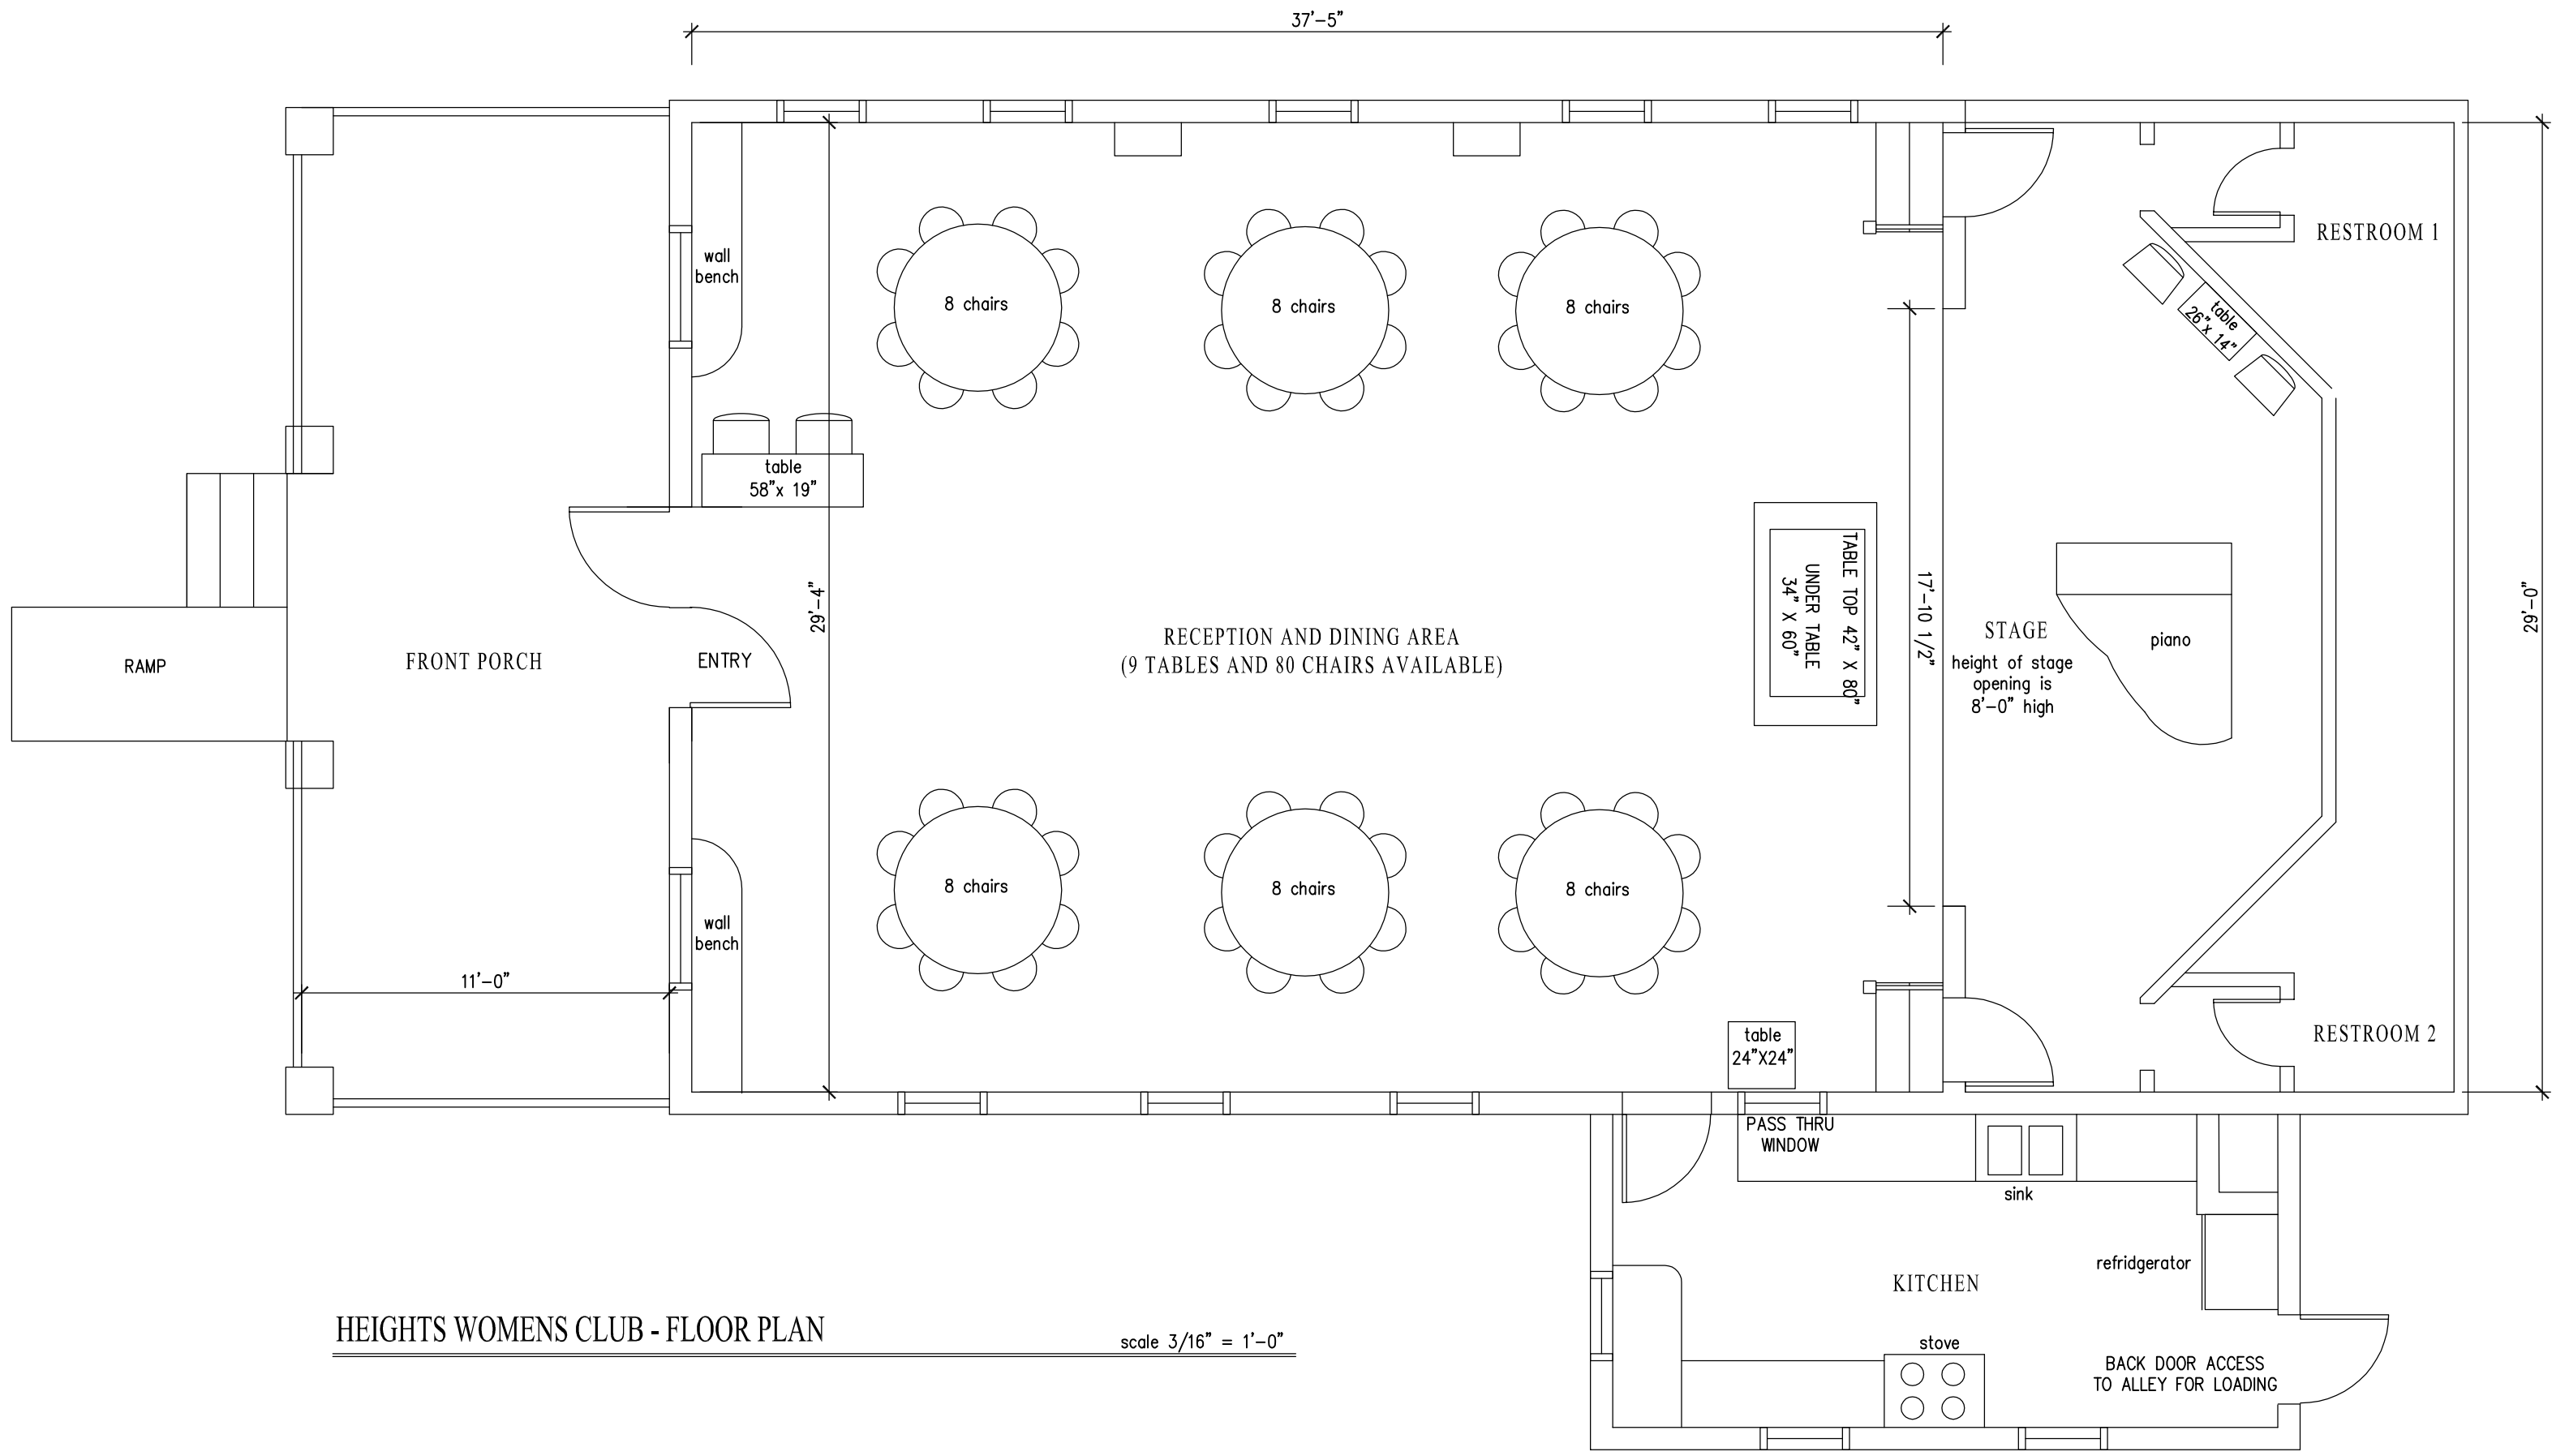 37'-5"
wall
bench
8 chairs
8 chairs
8 chairs
RESTROOM 1
table
26"x 14"
table
58"x 19"
TABLE TOP 42" X 80"
UNDER TABLE
34" X 60"
29'-4"
17'-10 1/2"
29'-0"
RAMP
FRONT PORCH
ENTRY
RECEPTION AND DINING AREA
(9 TABLES AND 80 CHAIRS AVAILABLE)
STAGE
height of stage
opening is
8'-0" high
piano
wall
bench
8 chairs
8 chairs
8 chairs
11'-0"
table
24"X24"
RESTROOM 2
PASS THRU
WINDOW
sink
refridgerator
KITCHEN
stove
BACK DOOR ACCESS
TO ALLEY FOR LOADING
HEIGHTS WOMENS CLUB - FLOOR PLAN
scale 3/16" = 1'-0"